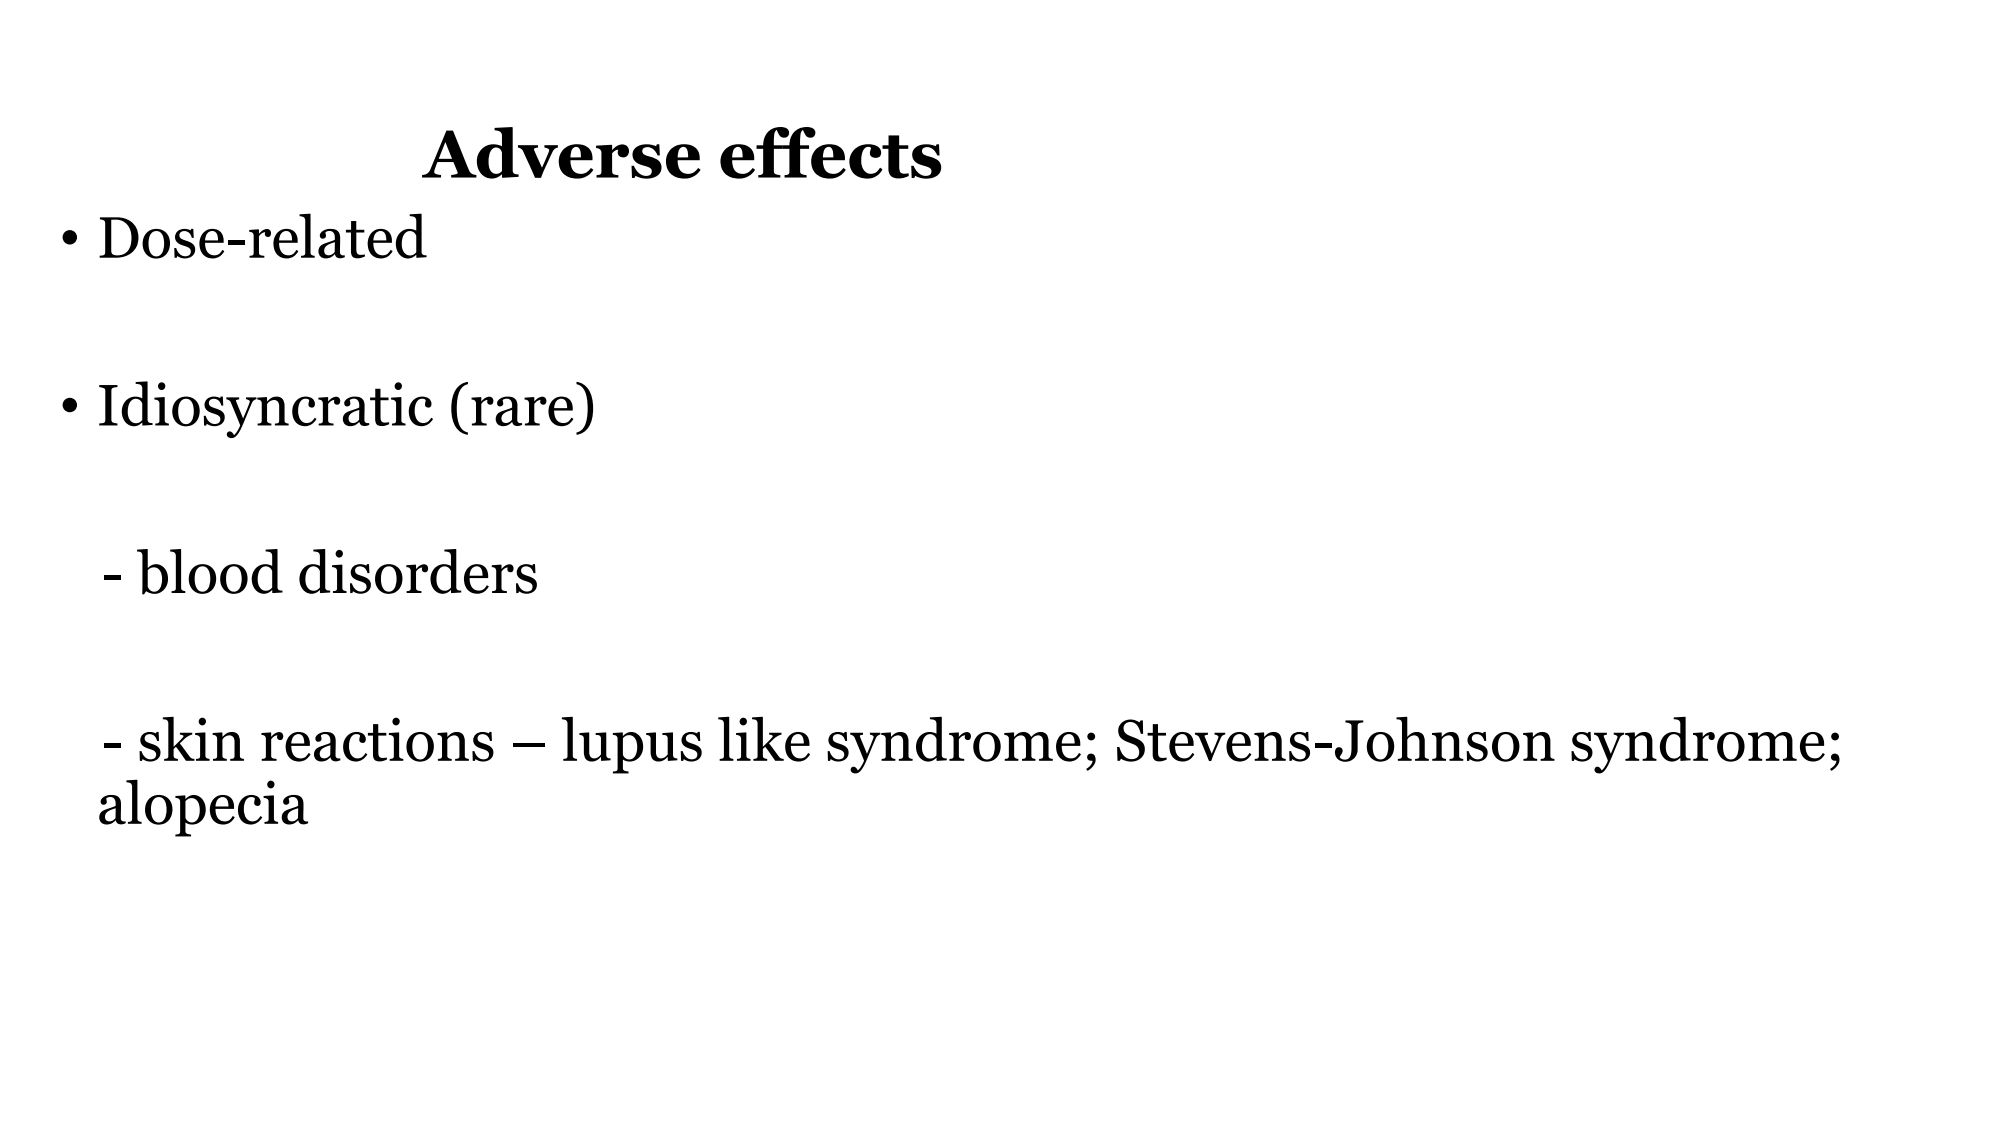 Adverse effects
• Dose-related
• Idiosyncratic (rare)
- blood disorders
- skin reactions – lupus like syndrome; Stevens-Johnson syndrome;
alopecia